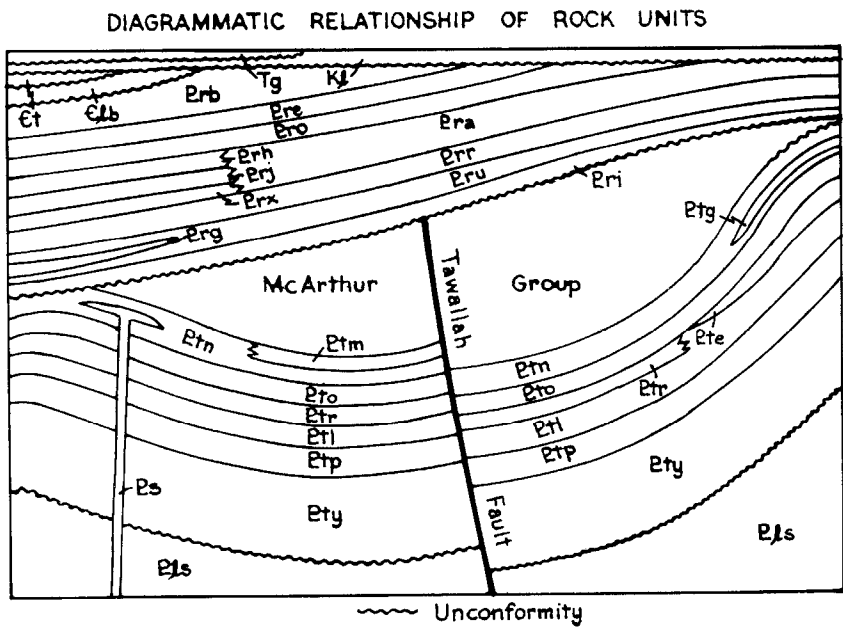 DIAGRAMMATIC RELATIONSHIP OF ROCK UNITS
Tg
Kl
Єt
Єlb
Ꝑrb
Ꝑre
Ꝑro
Ꝑra
Ꝑrh
Ꝑrj
Ꝑrx
Ꝑrr
Ꝑru
Ꝑri
Ꝑrg
Ꝑtg
McArthur Group
Tawallah Fault
Ꝑtn
Ꝑtm
Ꝑte
Ꝑtn
Ꝑto
Ꝑto
Ꝑtr
Ꝑtr
Ꝑtl
Ꝑtl
Ꝑtp
Ꝑtp
Ꝑty
Ꝑs
Ꝑty
Ꝑls
Ꝑls
Unconformity